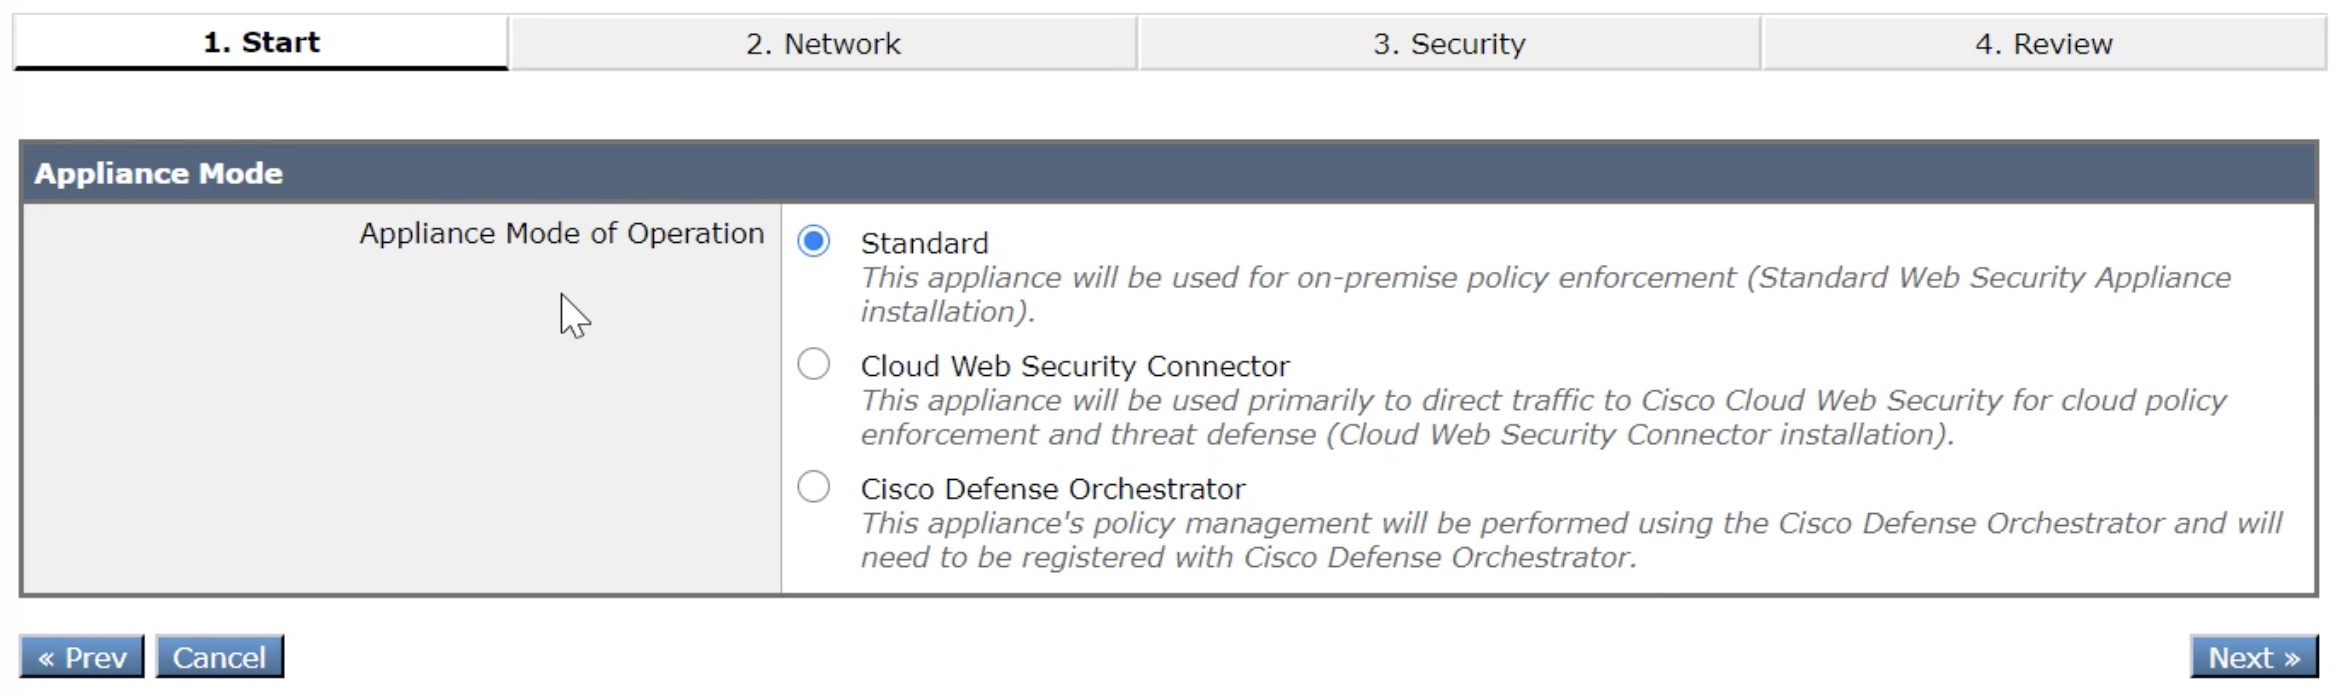 1. Start
2. Network
3. Security
4. Review
Appliance Mode
Appliance Mode of Operation
Standard
This appliance will be used for on-premise policy enforcement (Standard Web Security Appliance
installation).
Cloud Web Security Connector
This appliance will be used primarily to direct traffic to Cisco Cloud Web Security for cloud policy
enforcement and threat defense (Cloud Web Security Connector installation).
Cisco Defense Orchestrator
This appliance's policy management will be performed using the Cisco Defense Orchestrator and will
need to be registered with Cisco Defense Orchestrator.
« Prev
Cancel
Next »